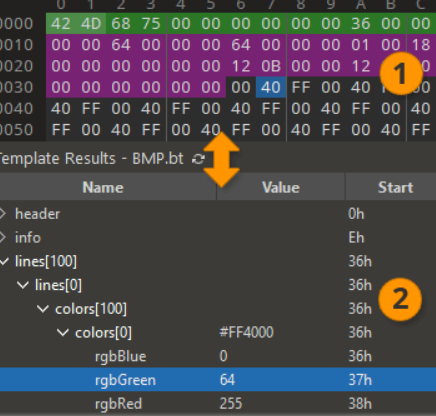 0 1 2 3 4 5 6 7 8 9 A B C
0000 42 4D 68 75 00 00 00 00 00 00 36 00 00
0010 00 00 64 00 00 00 64 00 00 00 01 00 18
0020 00 00 00 00 00 00 12 0B 00 00 12
1
0030 00 00 00 00 00 00 00 40 FF 00 40
0040 40 FF 00 40 FF 00 40 FF 00 40 FF 00 40
0050 FF 00 40 FF 00 40 FF 00 40 FF 00 40 FF
Template Results - BMP.bt
Name Value Start
header 0h
info Eh
lines[100] 36h
lines[0] 36h
2
colors[100] 36h
colors[0] #FF4000 36h
rgbBlue 0 36h
rgbGreen 64 37h
rgbRed 255 38h